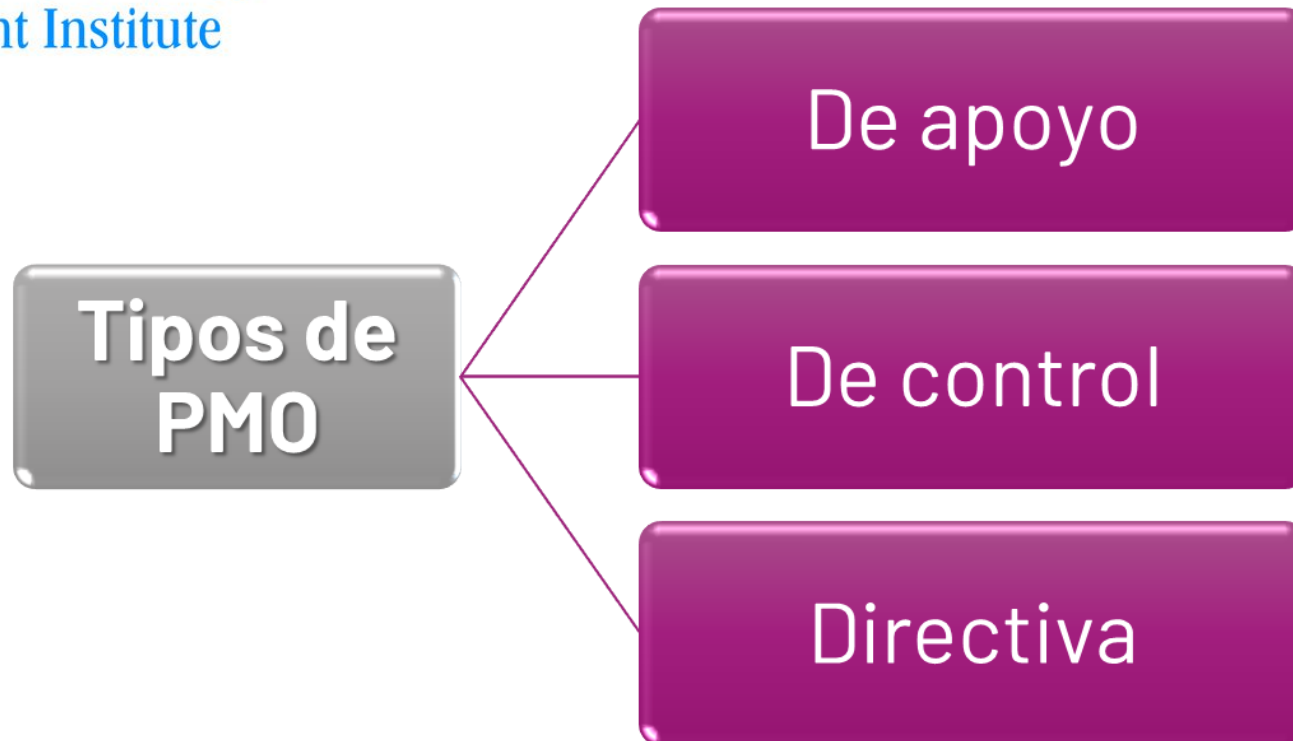 nt Institute
De apoyo
Tipos de
PMO
De control
Directiva